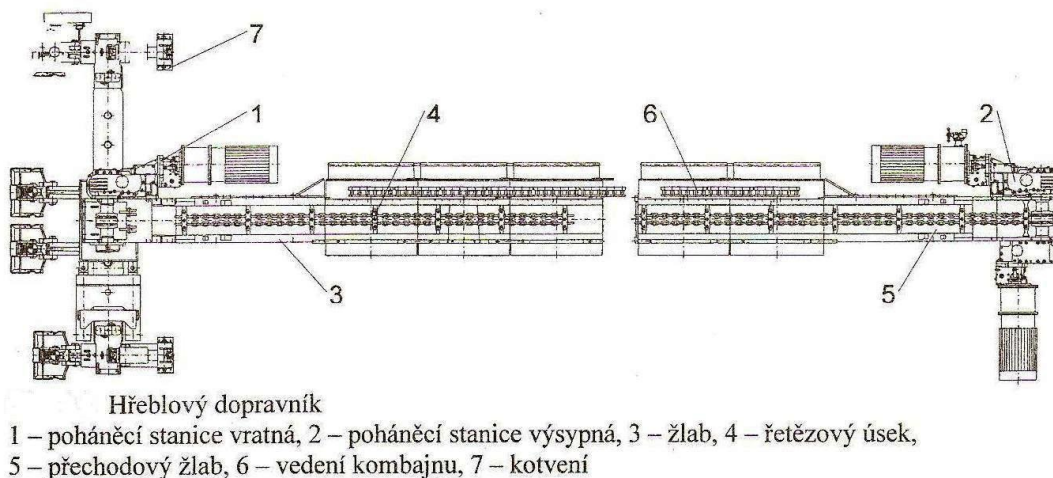 7
1
4
6
2
3
5
Hřeblový dopravník
1 – poháněcí stanice vratná, 2 – poháněcí stanice výsypná, 3 – žlab, 4 – řetězový úsek,
5 – přechodový žlab, 6 – vedení kombajnu, 7 – kotvení